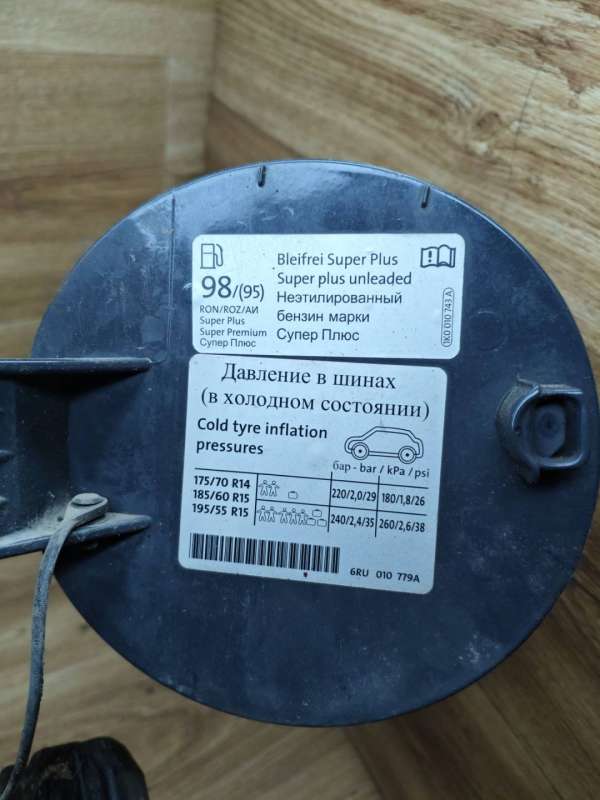 Bleifrei Super Plus
Super plus unleaded
98/(95)
Неэтилированный
RON/ROZ/АИ
бензин марки
Super Plus
Super Premium
Супер Плюс
Супер Плюс
1K0 010 743 A
Давление в шинах
(в холодном состоянии)
Cold tyre inflation
pressures
бар - bar / kPa / psi
175/70 R14
185/60 R15
195/55 R15
220/2,0/29 180/1,8/26
240/2,4/35 260/2,6/38
6RU 010 779A